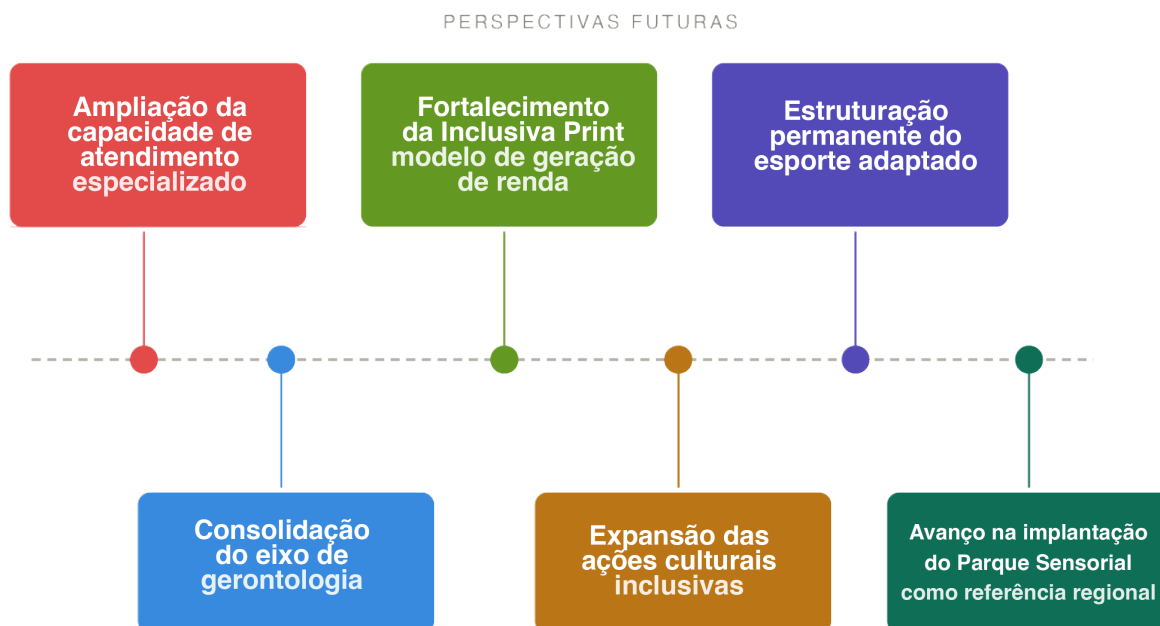 PERSPECTIVAS FUTURAS
Ampliação da
capacidade de
atendimento
especializado
Fortalecimento
da Inclusiva Print
modelo de geração
de renda
Estruturação
permanente do
esporte adaptado
Consolidação
do eixo de
gerontologia
Expansão das
ações culturais
inclusivas
Avanço na implantação
do Parque Sensorial
como referência regional